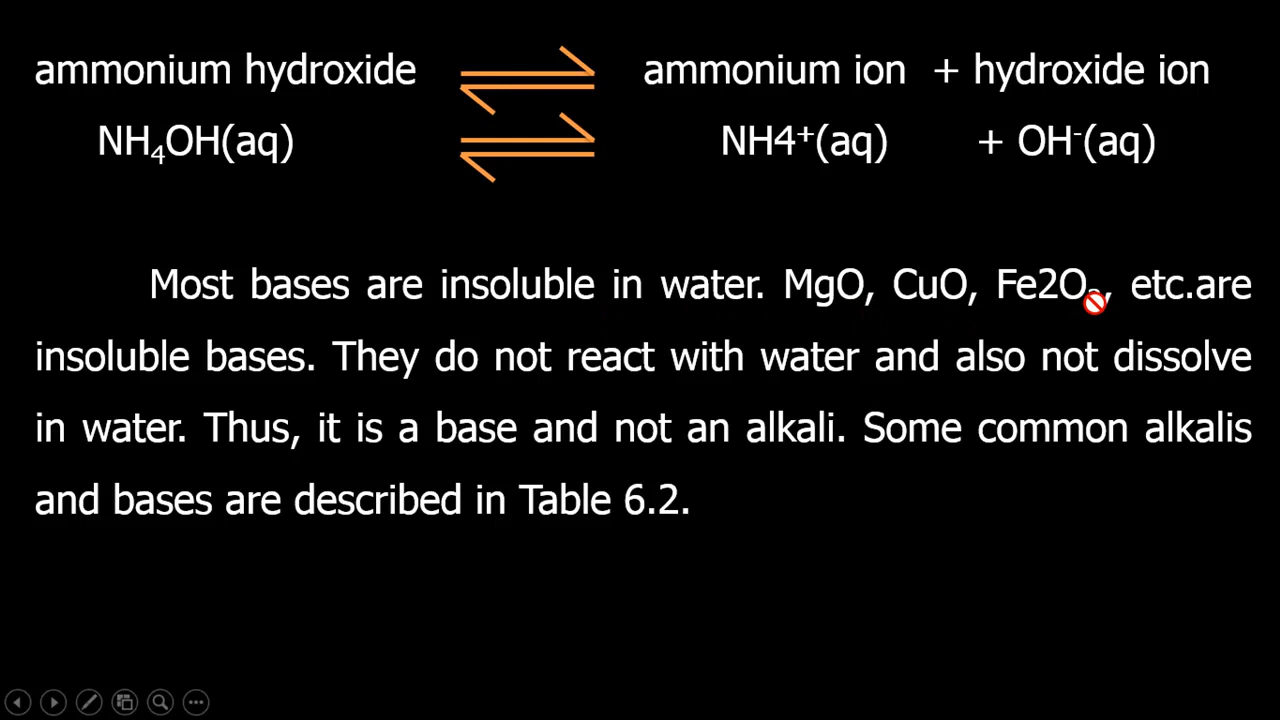 ammonium hydroxide ⇌ ammonium ion + hydroxide ion
NH₄OH(aq) ⇌ NH4⁺(aq) + OH⁻(aq)
Most bases are insoluble in water. MgO, CuO, Fe2O₃, etc.are
insoluble bases. They do not react with water and also not dissolve
in water. Thus, it is a base and not an alkali. Some common alkalis
and bases are described in Table 6.2.